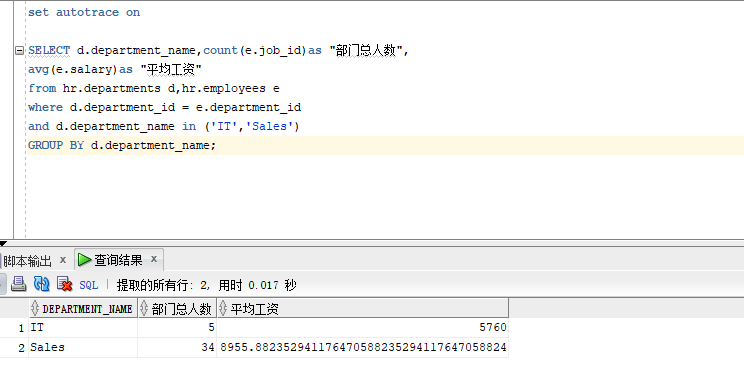 set autotrace on
SELECT d.department_name,count(e.job_id)as "部门总人数",
avg(e.salary)as "平均工资"
from hr.departments d,hr.employees e
where d.department_id = e.department_id
and d.department_name in ('IT','Sales')
GROUP BY d.department_name;
脚本输出 x 查询结果 x
SQL | 提取的所有行: 2, 用时 0.017 秒
DEPARTMENT_NAME 部门总人数 平均工资
1 IT 5 5760
2 Sales 34 8955.88235294117647058823529411764705882​4